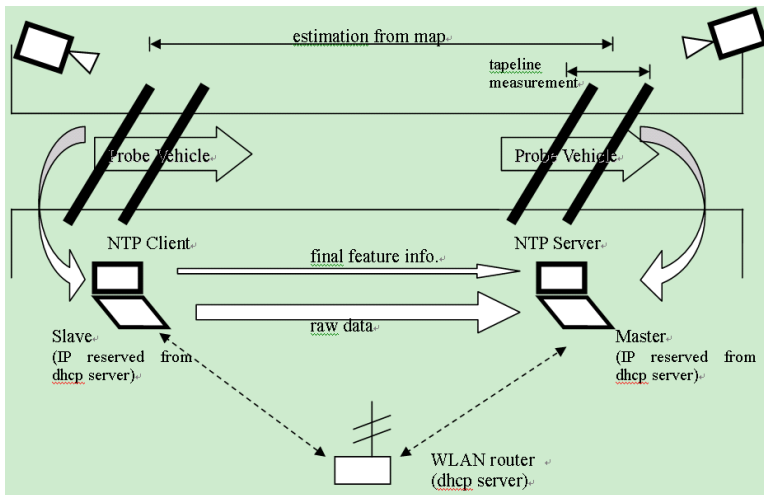 estimation from map
tapeline
measurement
Probe Vehicle
Probe Vehicle
NTP Client
NTP Server
final feature info.
raw data
Slave
(IP reserved from
dhcp server)
Master
(IP reserved from
dhcp server)
WLAN router
(dhcp server)